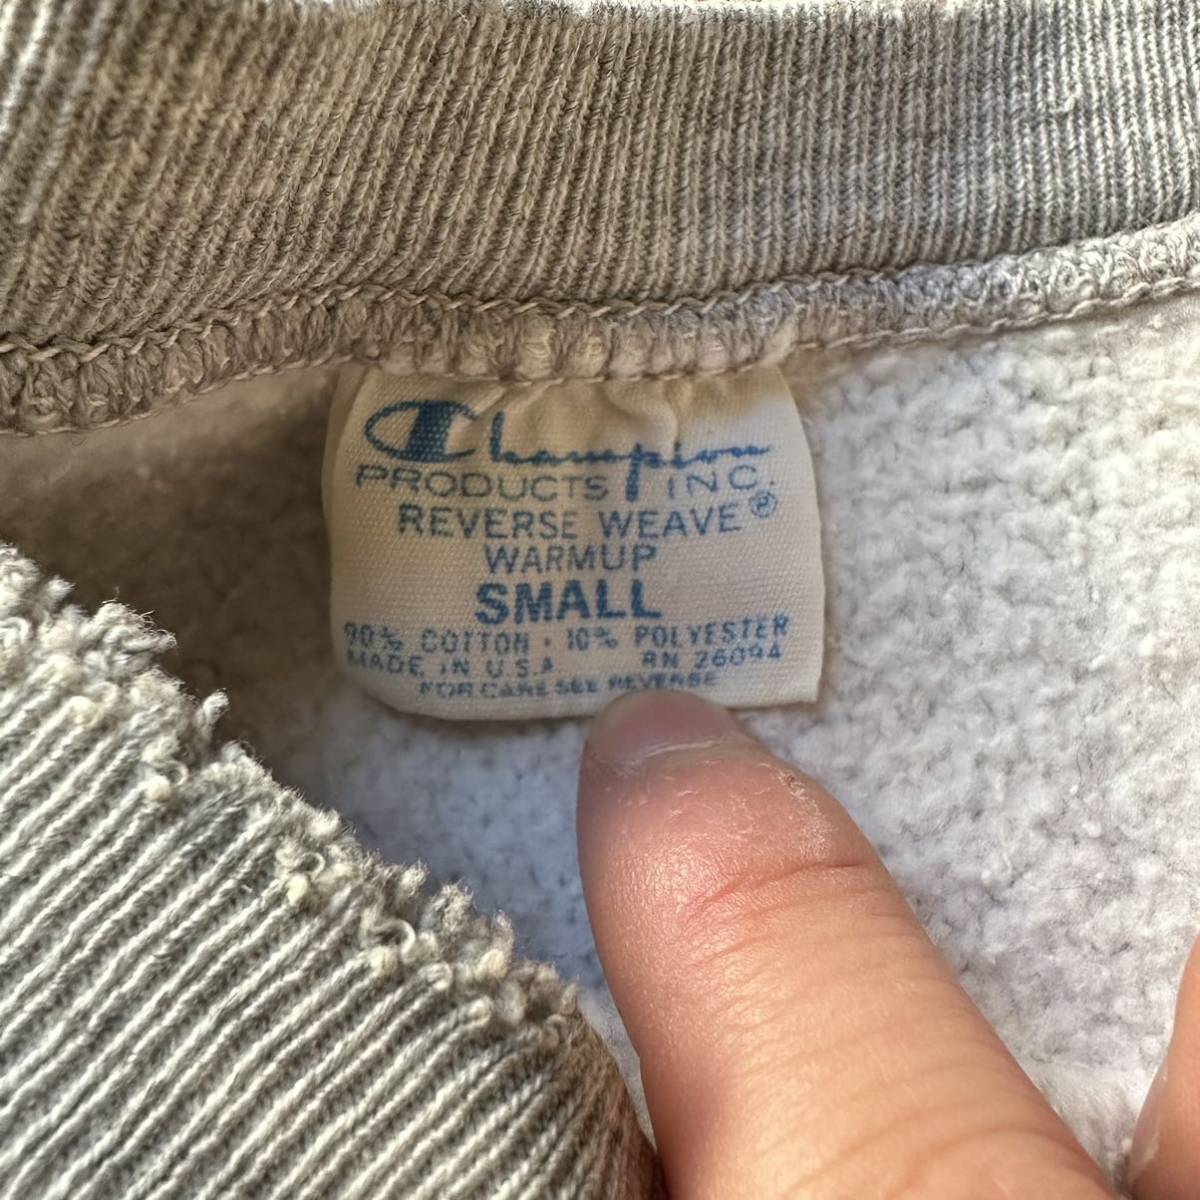 Champion
PRODUCTS INC.
REVERSE WEAVE®
WARMUP
SMALL
90% COTTON · 10% POLYESTER
MADE IN U.S.A. RN 26094
FOR CARE SEE REVERSE